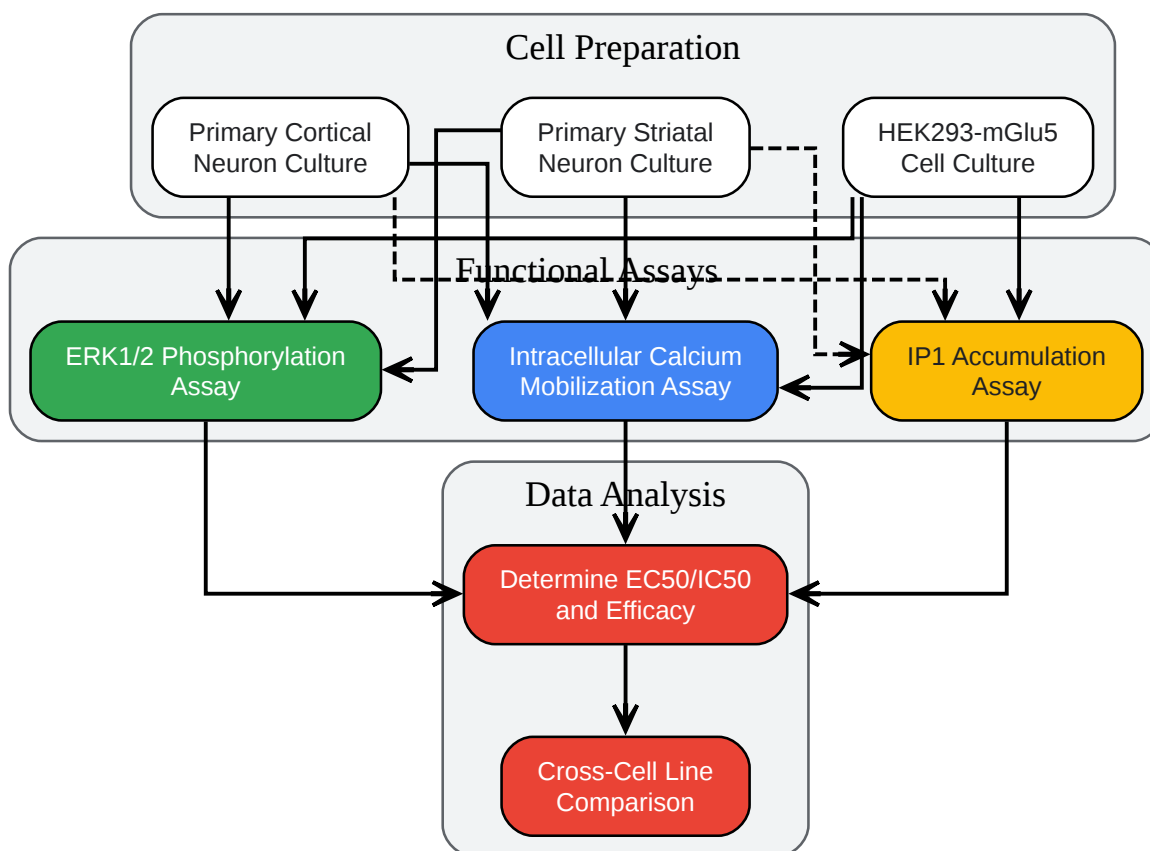 Cell Preparation
Primary Cortical
Neuron Culture
Primary Striatal
Neuron Culture
HEK293-mGlu5
Cell Culture
Functional Assays
ERK1/2 Phosphorylation
Assay
Intracellular Calcium
Mobilization Assay
IP1 Accumulation
Assay
Data Analysis
Determine EC50/IC50
and Efficacy
Cross-Cell Line
Comparison